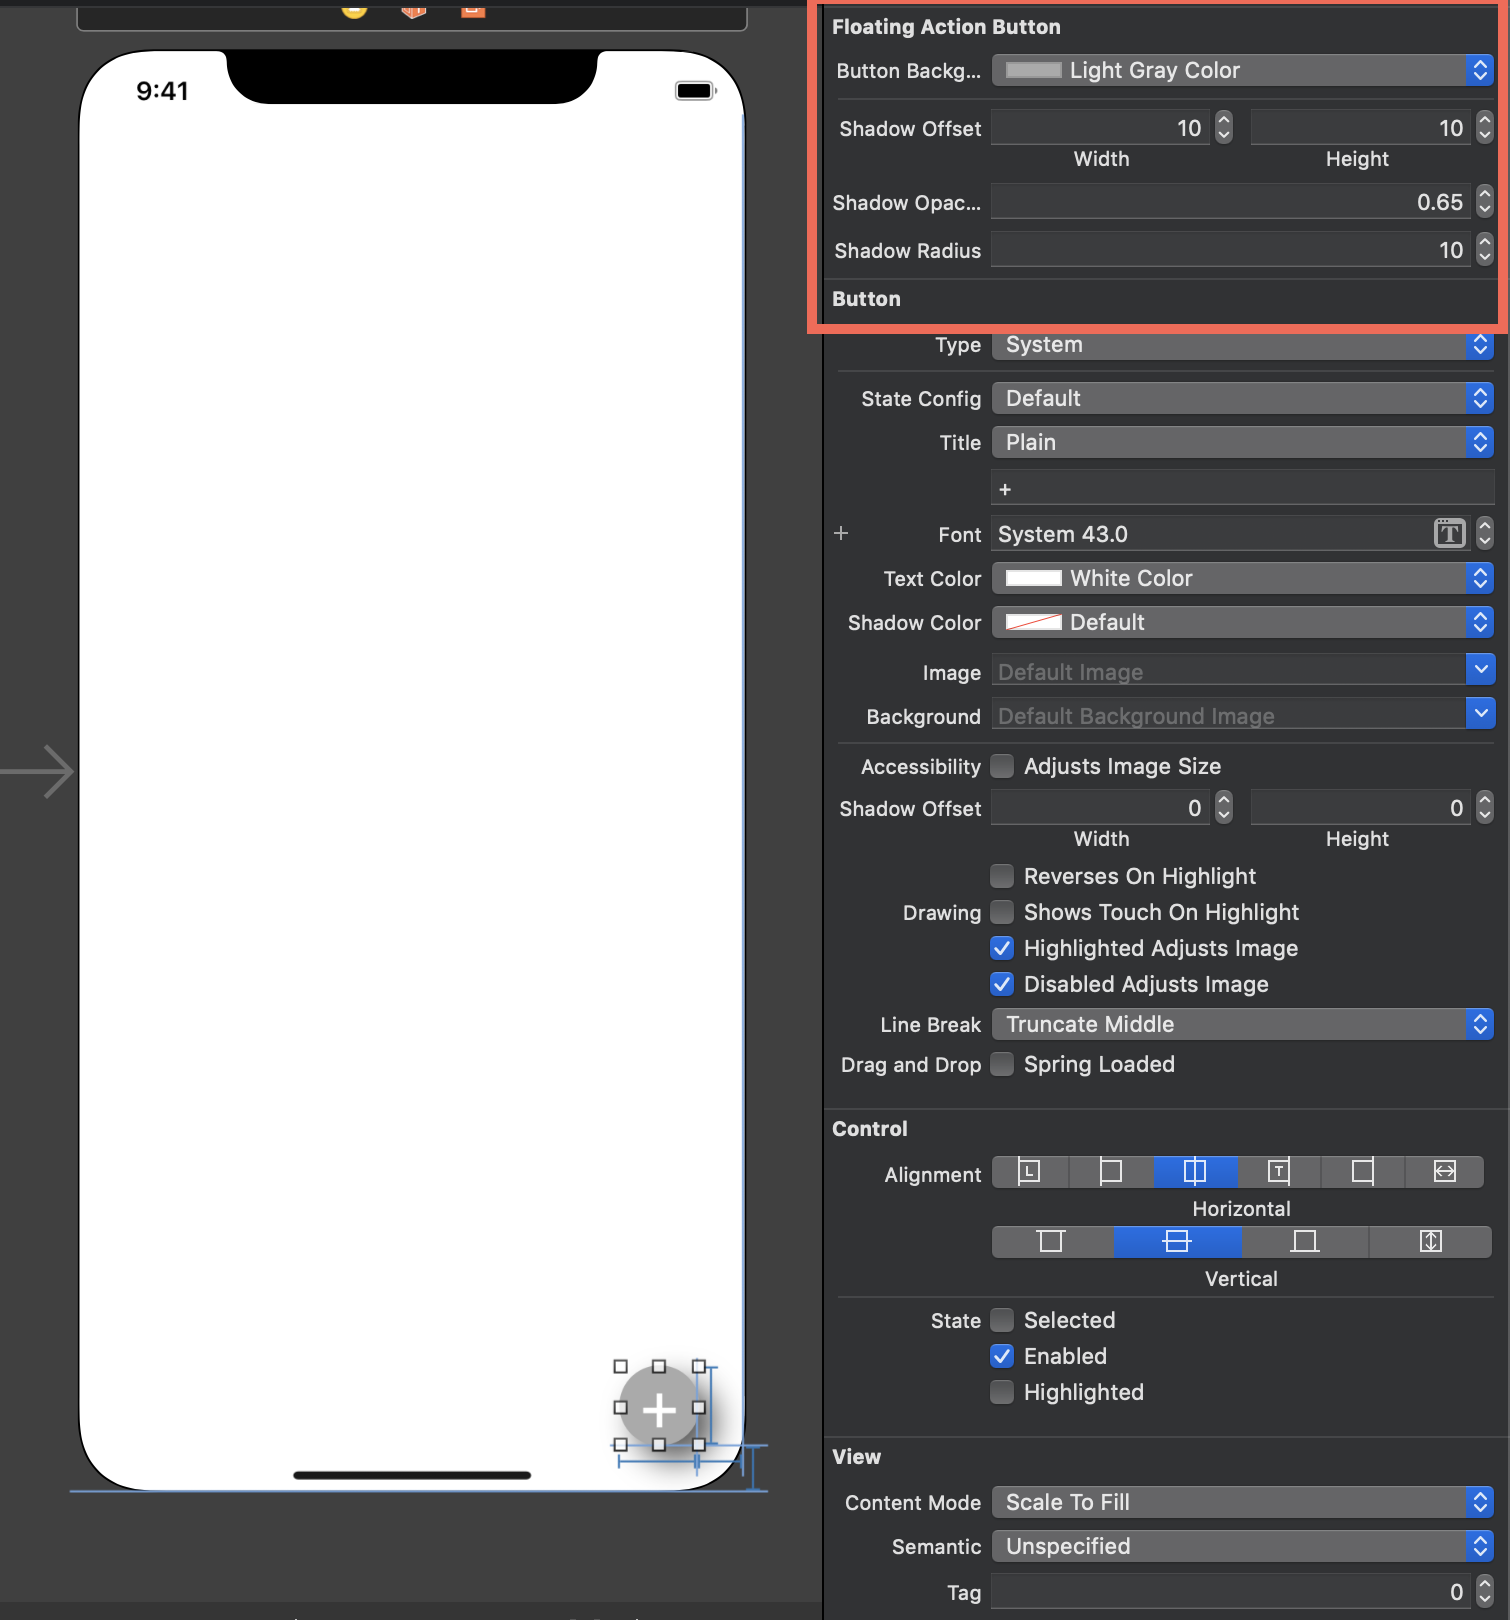 9:41
+
Floating Action Button
Button Backg... Light Gray Color
Shadow Offset 10 10
Width Height
Shadow Opac... 0.65
Shadow Radius 10
Button
Type System
State Config Default
Title Plain
+
+ Font System 43.0 T
Text Color White Color
Shadow Color Default
Image Default Image
Background Default Background Image
Accessibility Adjusts Image Size
Shadow Offset 0 0
Width Height
Reverses On Highlight
Drawing Shows Touch On Highlight
Highlighted Adjusts Image
Disabled Adjusts Image
Line Break Truncate Middle
Drag and Drop Spring Loaded
Control
Alignment L T
Horizontal
Vertical
State Selected
Enabled
Highlighted
View
Content Mode Scale To Fill
Semantic Unspecified
Tag 0